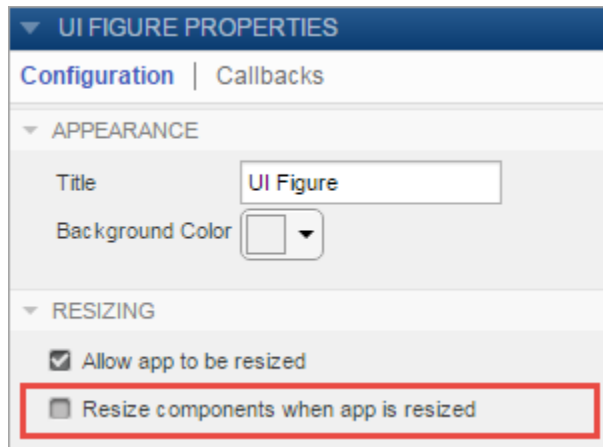 UI FIGURE PROPERTIES
Configuration | Callbacks
APPEARANCE
Title UI Figure
Background Color
RESIZING
Allow app to be resized
Resize components when app is resized